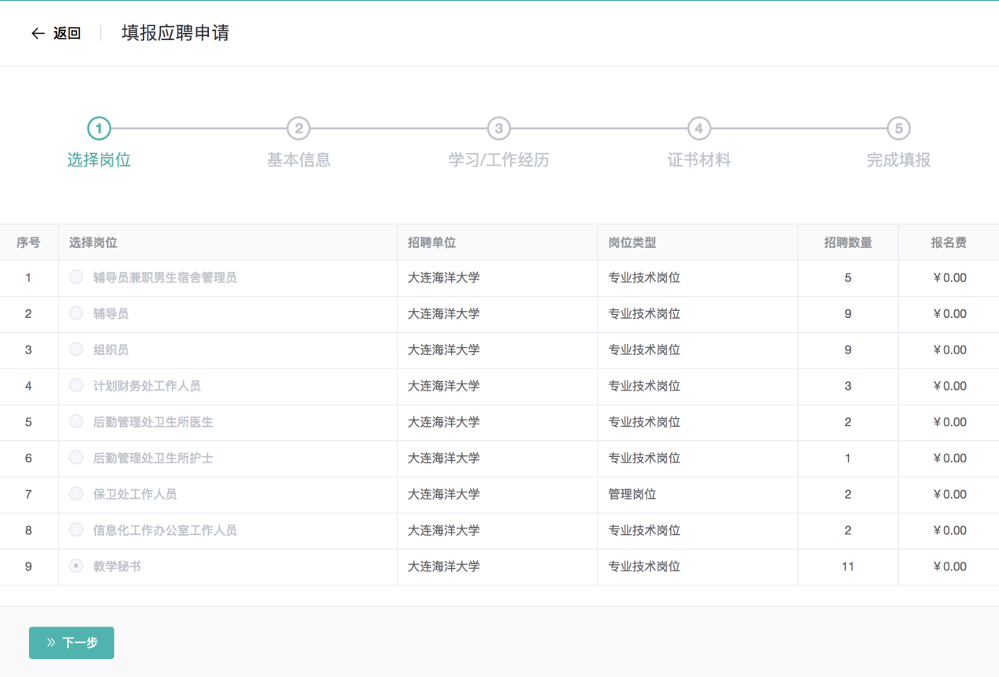 返回 填报应聘申请
1 2 3 4 5
选择岗位 基本信息 学习/工作经历 证书材料 完成填报
序号 选择岗位 招聘单位 岗位类型 招聘数量 报名费
1 辅导员兼职男生宿舍管理员 大连海洋大学 专业技术岗位 5 ¥0.00
2 辅导员 大连海洋大学 专业技术岗位 9 ¥0.00
3 组织员 大连海洋大学 专业技术岗位 9 ¥0.00
4 计划财务处工作人员 大连海洋大学 专业技术岗位 3 ¥0.00
5 后勤管理处卫生所医生 大连海洋大学 专业技术岗位 2 ¥0.00
6 后勤管理处卫生所护士 大连海洋大学 专业技术岗位 1 ¥0.00
7 保卫处工作人员 大连海洋大学 管理岗位 2 ¥0.00
8 信息化工作办公室工作人员 大连海洋大学 专业技术岗位 2 ¥0.00
9 教学秘书 大连海洋大学 专业技术岗位 11 ¥0.00
下一步